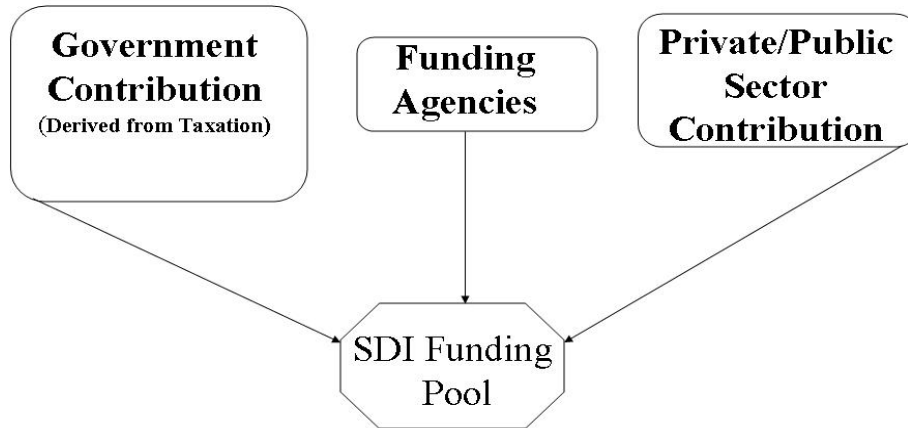 Government
Contribution
(Derived from Taxation)
Funding
Agencies
Private/Public
Sector
Contribution
SDI Funding
Pool